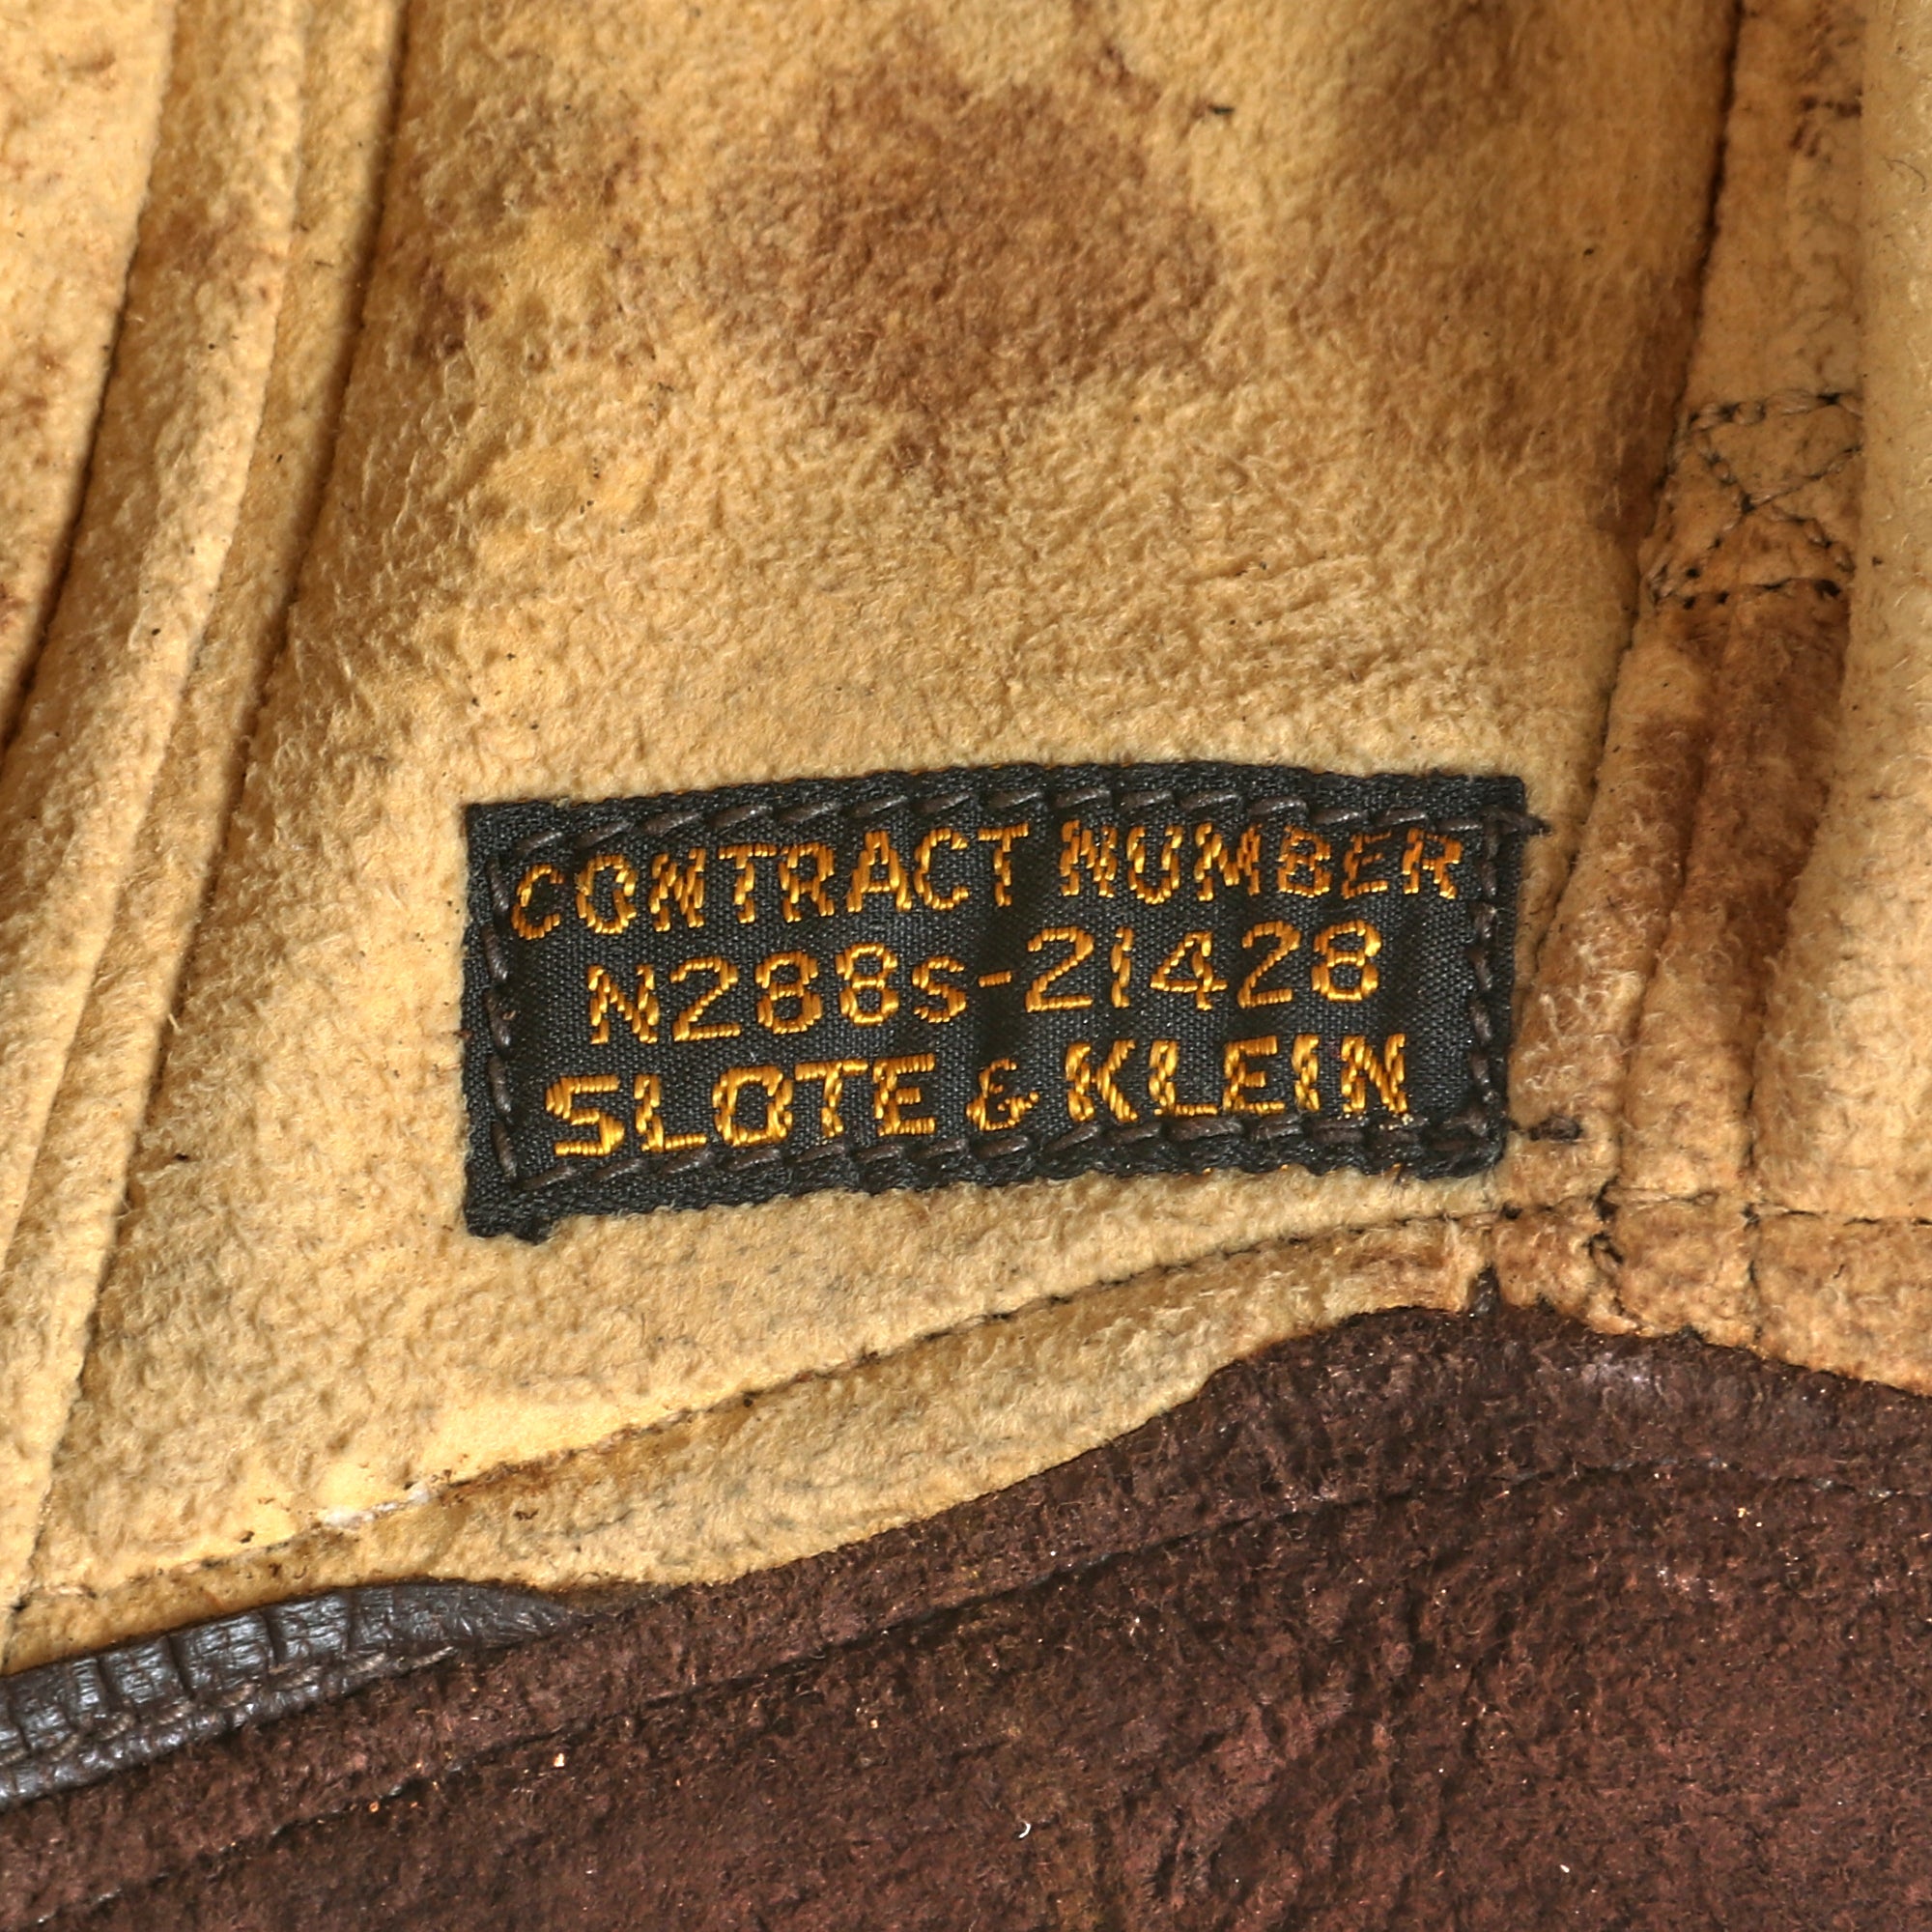 CONTRACT NUMBER
N288s-21428
SLOTE & KLEIN